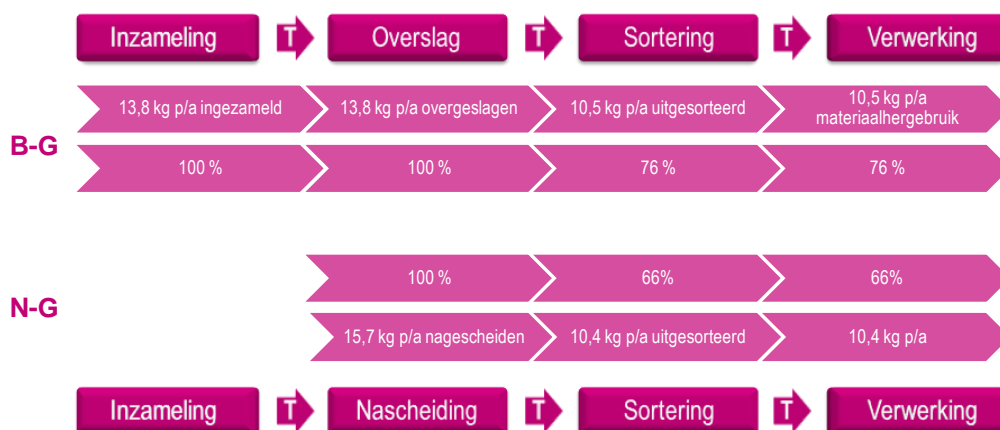 Inzameling T Overslag T Sortering T Verwerking
13,8 kg p/a ingezameld 13,8 kg p/a overgeslagen 10,5 kg p/a uitgesorteerd 10,5 kg p/a
materiaalhergebruik
B-G
100 % 100 % 76 % 76 %
100 % 66% 66%
N-G
15,7 kg p/a nagescheiden 10,4 kg p/a uitgesorteerd 10,4 kg p/a
Inzameling T Nascheiding T Sortering T Verwerking